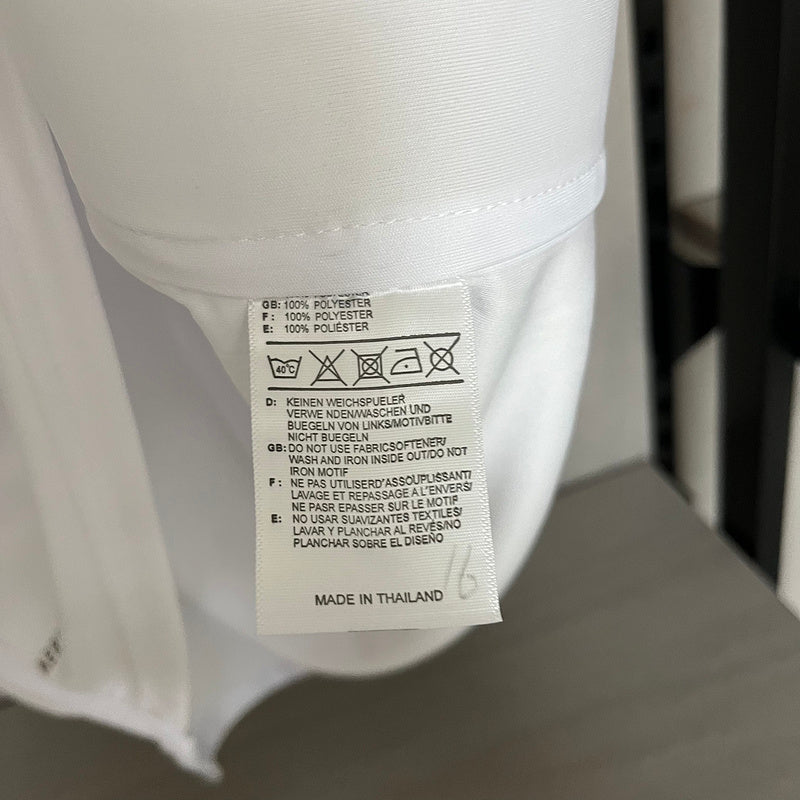 GB: 100% POLYESTER
F: 100% POLYESTER
E: 100% POLIÉSTER
40°C
D: KEINEN WEICHSPUELER
VERWE NDEN/WASCHEN UND
BUEGELN VON LINKS/MOTIVBITTE
NICHT BUEGELN
GB: DO NOT USE FABRICSOFTENER/
WASH AND IRON INSIDE OUT/DO NOT
IRON MOTIF
F: NE PAS UTILISERD'ASSOUPLISSANT/
LAVAGE ET REPASSAGE A L'ENVERS/
NE PASR EPASSER SUR LE MOTIF
E: NO USAR SUAVIZANTES TEXTILES/
LAVAR Y PLANCHAR AL REVÉS/NO
PLANCHAR SOBRE EL DISEÑO
16
MADE IN THAILAND